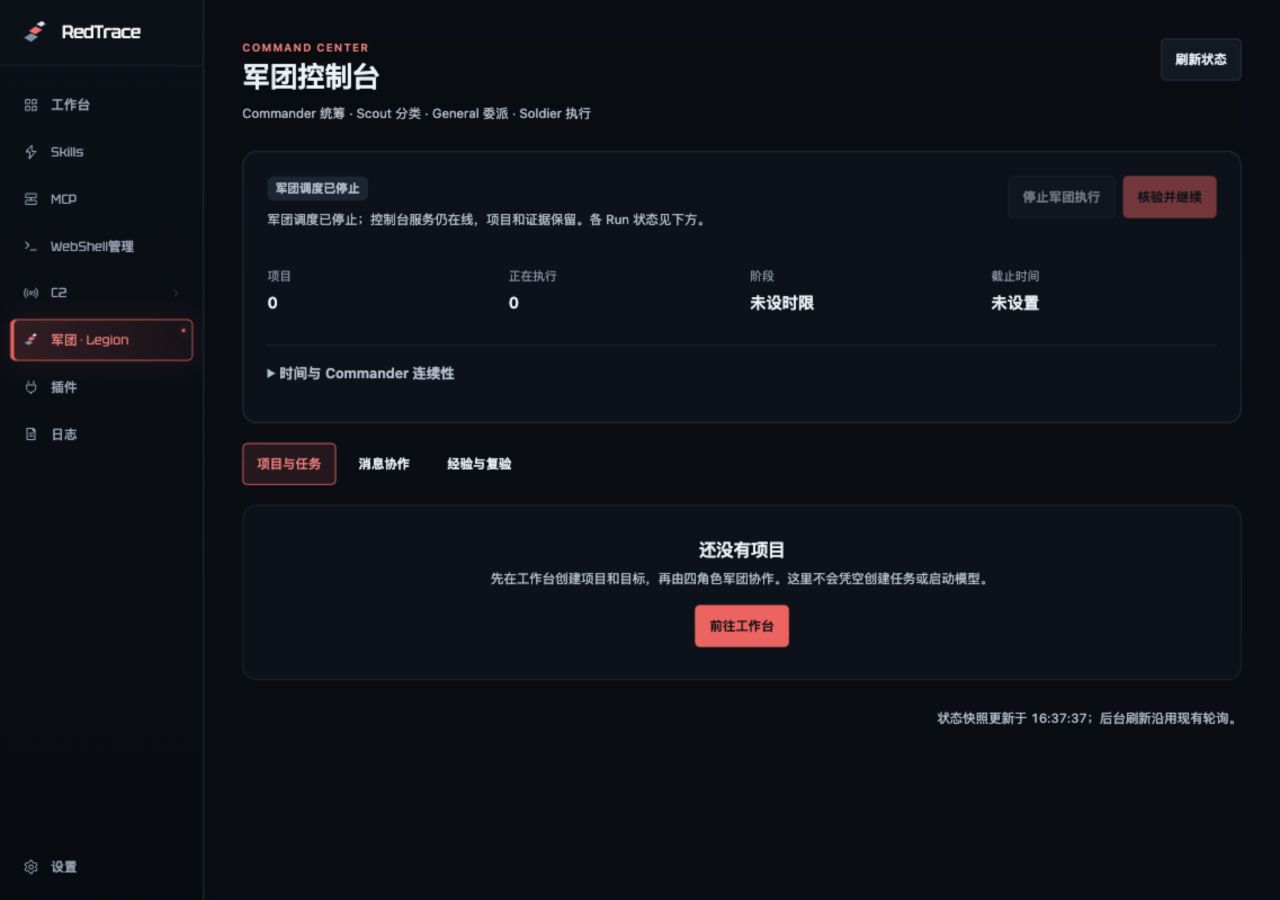 RedTrace
工作台
Skills
MCP
WebShell管理
C2
军团 · Legion
插件
日志
设置
COMMAND CENTER
军团控制台
Commander 统筹 · Scout 分类 · General 委派 · Soldier 执行
刷新状态
军团调度已停止
军团调度已停止；控制台服务仍在线，项目和证据保留。各 Run 状态见下方。
停止军团执行
核验并继续
项目
0
正在执行
0
阶段
未设时限
截止时间
未设置
▶ 时间与 Commander 连续性
项目与任务
消息协作
经验与复验
还没有项目
先在工作台创建项目和目标，再由四角色军团协作。这里不会凭空创建任务或启动模型。
前往工作台
状态快照更新于 16:37:37；后台刷新沿用现有轮询。